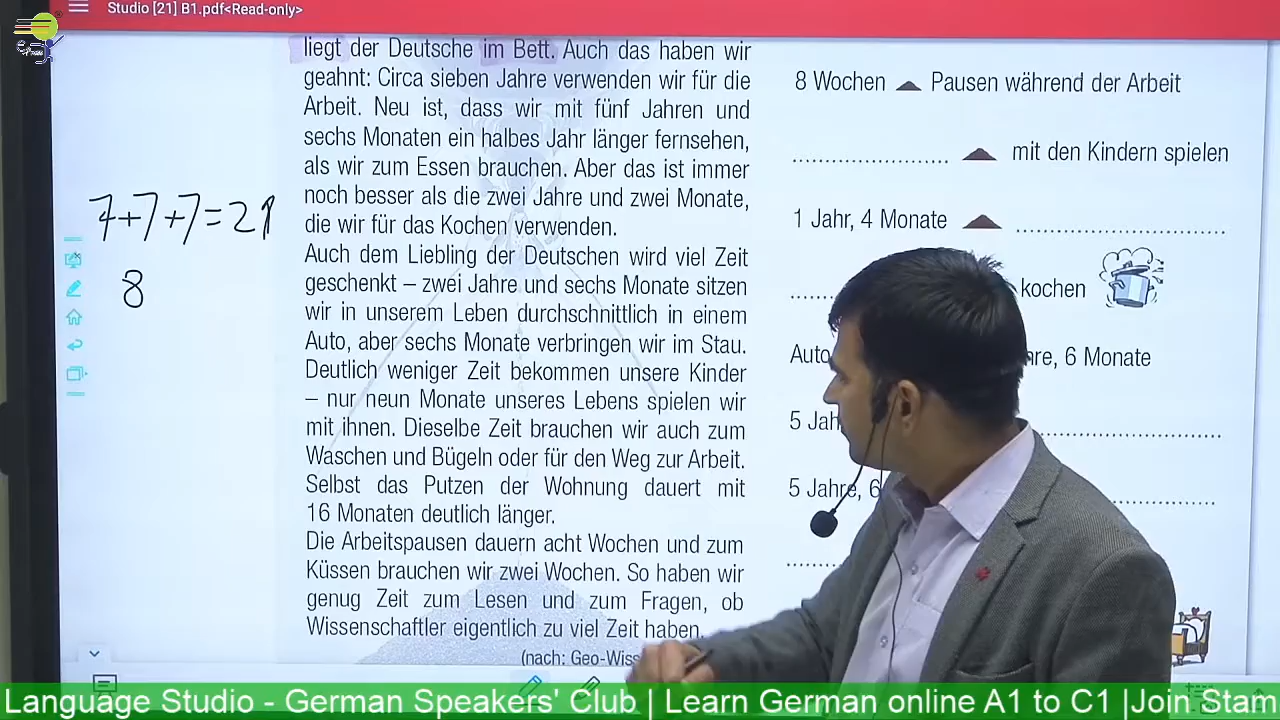 Studio [21] B1.pdf<Read-only>
liegt der Deutsche im Bett. Auch das haben wir
geahnt: Circa sieben Jahre verwenden wir für die
Arbeit. Neu ist, dass wir mit fünf Jahren und
sechs Monaten ein halbes Jahr länger fernsehen,
als wir zum Essen brauchen. Aber das ist immer
noch besser als die zwei Jahre und zwei Monate,
die wir für das Kochen verwenden.
Auch dem Liebling der Deutschen wird viel Zeit
geschenkt – zwei Jahre und sechs Monate sitzen
wir in unserem Leben durchschnittlich in einem
Auto, aber sechs Monate verbringen wir im Stau.
Deutlich weniger Zeit bekommen unsere Kinder
– nur neun Monate unseres Lebens spielen wir
mit ihnen. Dieselbe Zeit brauchen wir auch zum
Waschen und Bügeln oder für den Weg zur Arbeit.
Selbst das Putzen der Wohnung dauert mit
16 Monaten deutlich länger.
Die Arbeitspausen dauern acht Wochen und zum
Küssen brauchen wir zwei Wochen. So haben wir
genug Zeit zum Lesen und zum Fragen, ob
Wissenschaftler eigentlich zu viel Zeit haben.
(nach: Geo-Wiss
7+7+7=21
8
8 Wochen Pausen während der Arbeit
mit den Kindern spielen
1 Jahr, 4 Monate
kochen
Auto 6 Monate
5 Jah
5 Jahre, 6
Language Studio - German Speakers' Club | Learn German online A1 to C1 |Join Stam